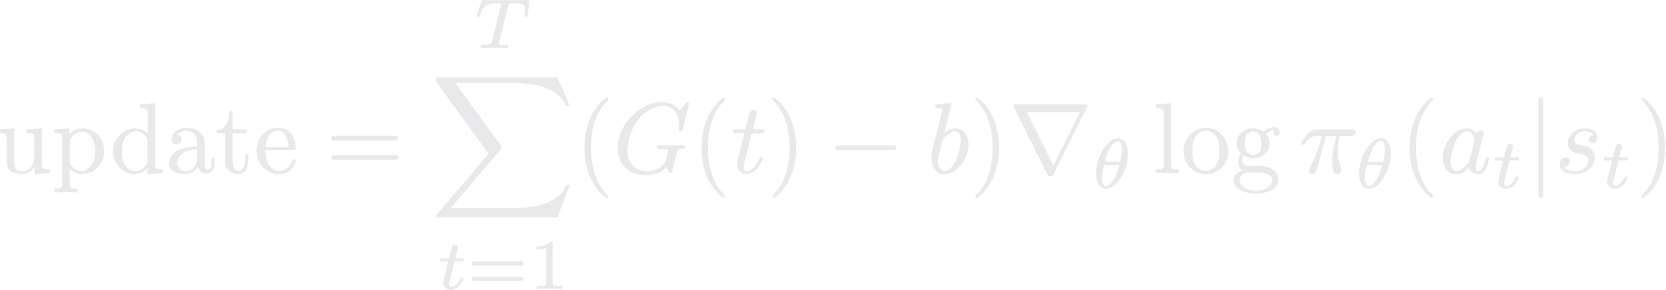 update = \sum_{t=1}^{T} (G(t) - b) \nabla_\theta \log \pi_\theta (a_t | s_t)